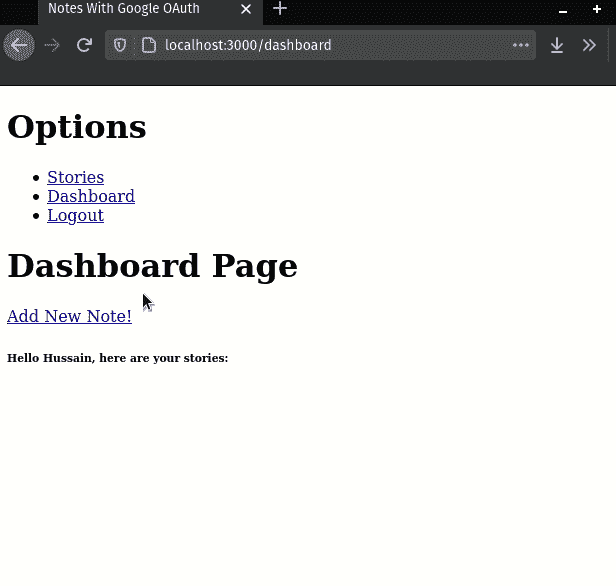 Notes With Google OAuth
localhost:3000/dashboard
Options
Stories
Dashboard
Logout
Dashboard Page
Add New Note!
Hello Hussain, here are your stories: